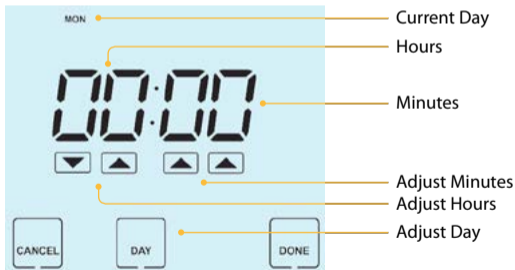 MON
Current Day
Hours
00:00
Minutes
Adjust Minutes
Adjust Hours
Adjust Day
CANCEL
DAY
DONE